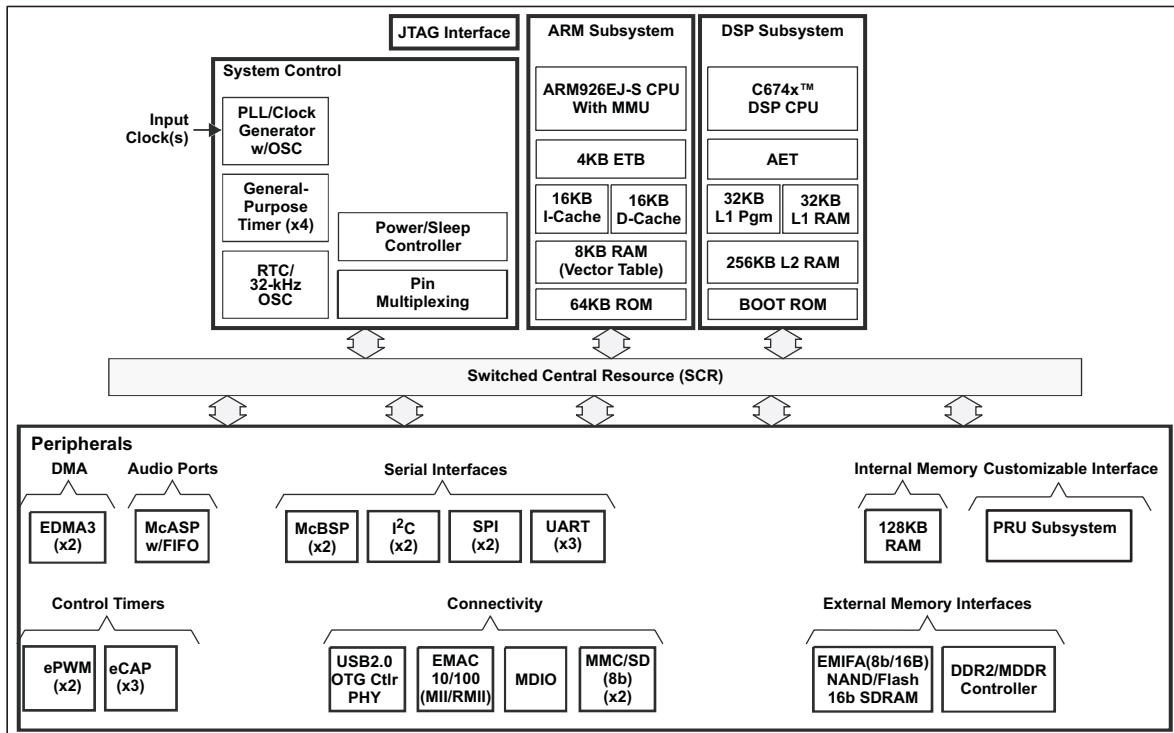 JTAG Interface
ARM Subsystem
DSP Subsystem
System Control
Input
Clock(s)
PLL/Clock
Generator
w/OSC
General-
Purpose
Timer (x4)
RTC/
32-kHz
OSC
Power/Sleep
Controller
Pin
Multiplexing
ARM926EJ-S CPU
With MMU
4KB ETB
16KB
I-Cache
16KB
D-Cache
8KB RAM
(Vector Table)
64KB ROM
C674x™
DSP CPU
AET
32KB
L1 Pgm
32KB
L1 RAM
256KB L2 RAM
BOOT ROM
Switched Central Resource (SCR)
Peripherals
DMA
EDMA3
(x2)
Audio Ports
McASP
w/FIFO
Serial Interfaces
McBSP
(x2)
I²C
(x2)
SPI
(x2)
UART
(x3)
Internal Memory
128KB
RAM
Customizable Interface
PRU Subsystem
Control Timers
ePWM
(x2)
eCAP
(x3)
Connectivity
USB2.0
OTG Ctlr
PHY
EMAC
10/100
(MII/RMII)
MDIO
MMC/SD
(8b)
(x2)
External Memory Interfaces
EMIFA(8b/16B)
NAND/Flash
16b SDRAM
DDR2/MDDR
Controller